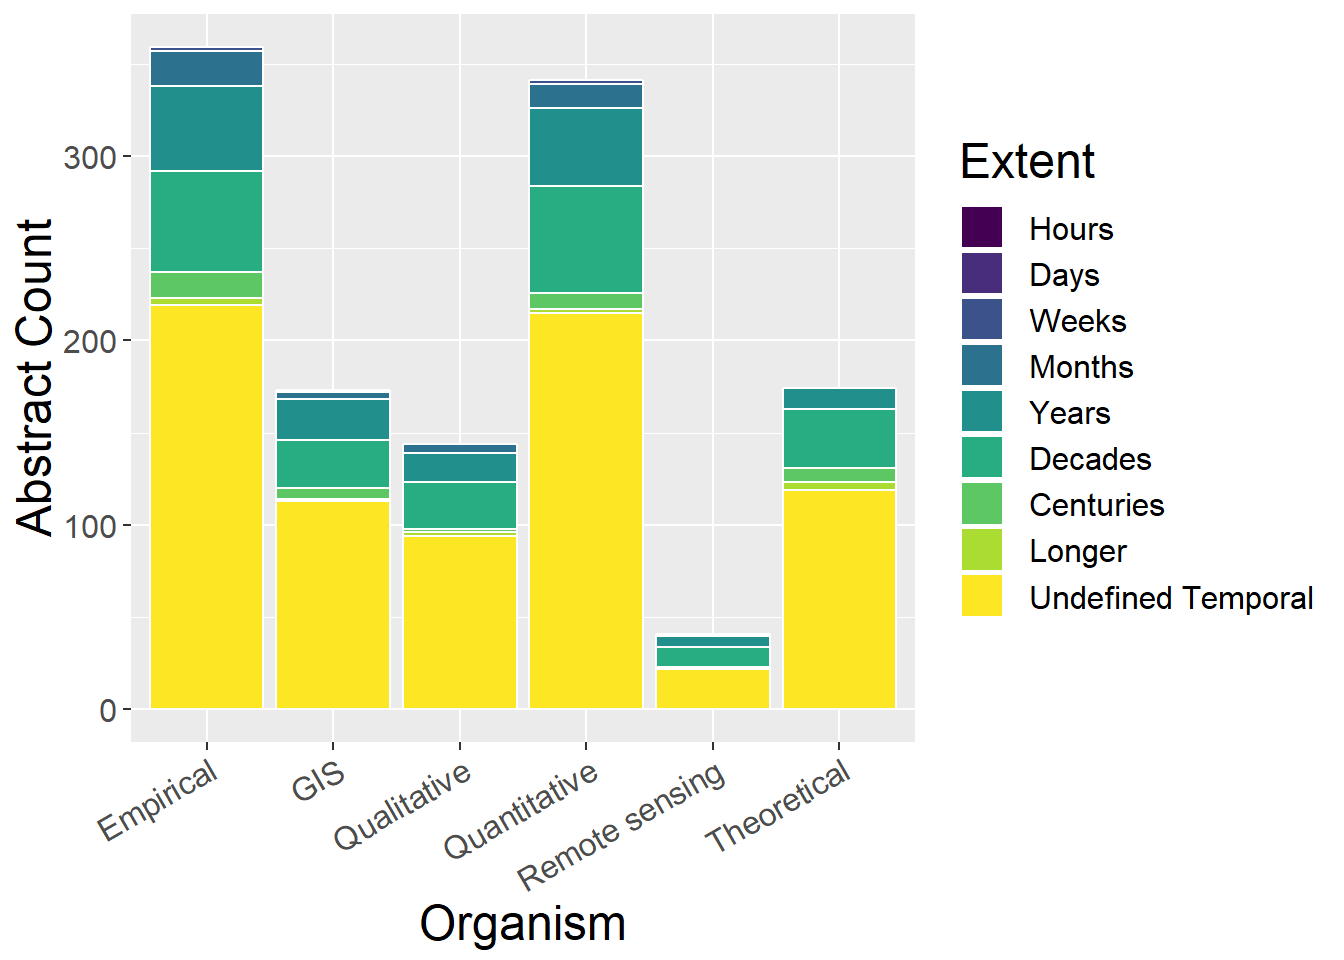 Abstract Count
300
200
100
0
Empirical
GIS
Qualitative
Quantitative
Remote sensing
Theoretical
Organism
Extent
Hours
Days
Weeks
Months
Years
Decades
Centuries
Longer
Undefined Temporal